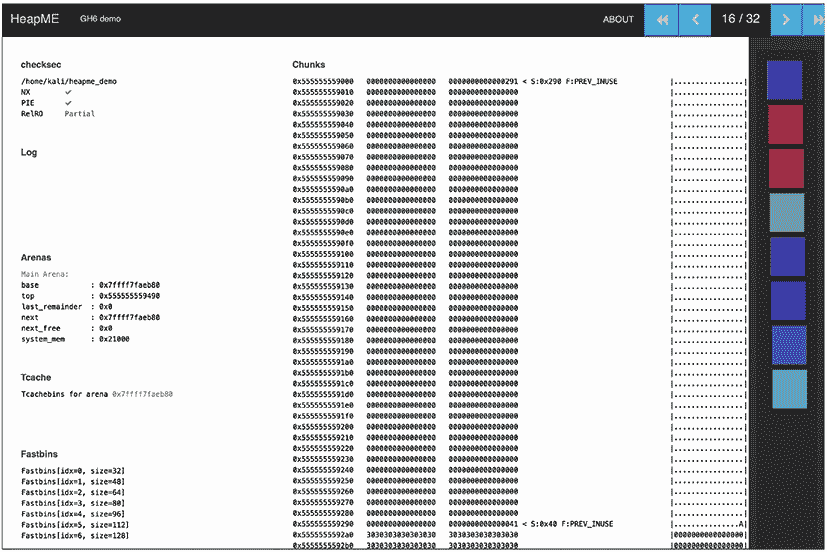 HeapME GH6 demo ABOUT 16 / 32
checksec
/home/kali/heapme_demo
NX ✓
PIE ✓
RelRO Partial
Log
Arenas
Main Arena:
base : 0x7ffff7faeb80
top : 0x555555559490
last_remainder : 0x0
next : 0x7ffff7faeb80
next_free : 0x0
system_mem : 0x21000
Tcache
Tcachebins for arena 0x7ffff7faeb80
Fastbins
Fastbins[idx=0, size=32]
Fastbins[idx=1, size=48]
Fastbins[idx=2, size=64]
Fastbins[idx=3, size=80]
Fastbins[idx=4, size=96]
Fastbins[idx=5, size=112]
Fastbins[idx=6, size=128]
Chunks
0x555555559000 0000000000000000 0000000000000291 < S:0x290 F:PREV_INUSE |................|
0x555555559010 0000000000000000 0000000000000000 |................|
0x555555559020 0000000000000000 0000000000000000 |................|
0x555555559030 0000000000000000 0000000000000000 |................|
0x555555559040 0000000000000000 0000000000000000 |................|
0x555555559050 0000000000000000 0000000000000000 |................|
0x555555559060 0000000000000000 0000000000000000 |................|
0x555555559070 0000000000000000 0000000000000000 |................|
0x555555559080 0000000000000000 0000000000000000 |................|
0x555555559090 0000000000000000 0000000000000000 |................|
0x5555555590a0 0000000000000000 0000000000000000 |................|
0x5555555590b0 0000000000000000 0000000000000000 |................|
0x5555555590c0 0000000000000000 0000000000000000 |................|
0x5555555590d0 0000000000000000 0000000000000000 |................|
0x5555555590e0 0000000000000000 0000000000000000 |................|
0x5555555590f0 0000000000000000 0000000000000000 |................|
0x555555559100 0000000000000000 0000000000000000 |................|
0x555555559110 0000000000000000 0000000000000000 |................|
0x555555559120 0000000000000000 0000000000000000 |................|
0x555555559130 0000000000000000 0000000000000000 |................|
0x555555559140 0000000000000000 0000000000000000 |................|
0x555555559150 0000000000000000 0000000000000000 |................|
0x555555559160 0000000000000000 0000000000000000 |................|
0x555555559170 0000000000000000 0000000000000000 |................|
0x555555559180 0000000000000000 0000000000000000 |................|
0x555555559190 0000000000000000 0000000000000000 |................|
0x5555555591a0 0000000000000000 0000000000000000 |................|
0x5555555591b0 0000000000000000 0000000000000000 |................|
0x5555555591c0 0000000000000000 0000000000000000 |................|
0x5555555591d0 0000000000000000 0000000000000000 |................|
0x5555555591e0 0000000000000000 0000000000000000 |................|
0x5555555591f0 0000000000000000 0000000000000000 |................|
0x555555559200 0000000000000000 0000000000000000 |................|
0x555555559210 0000000000000000 0000000000000000 |................|
0x555555559220 0000000000000000 0000000000000000 |................|
0x555555559230 0000000000000000 0000000000000000 |................|
0x555555559240 0000000000000000 0000000000000000 |................|
0x555555559250 0000000000000000 0000000000000000 |................|
0x555555559260 0000000000000000 0000000000000000 |................|
0x555555559270 0000000000000000 0000000000000000 |................|
0x555555559280 0000000000000000 0000000000000000 |................|
0x555555559290 0000000000000000 0000000000000041 < S:0x40 F:PREV_INUSE |...............A|
0x5555555592a0 3030303030303030 3030303030303030 |0000000000000000|
0x5555555592b0 3030303030303030 3030303030303030 |0000000000000000|